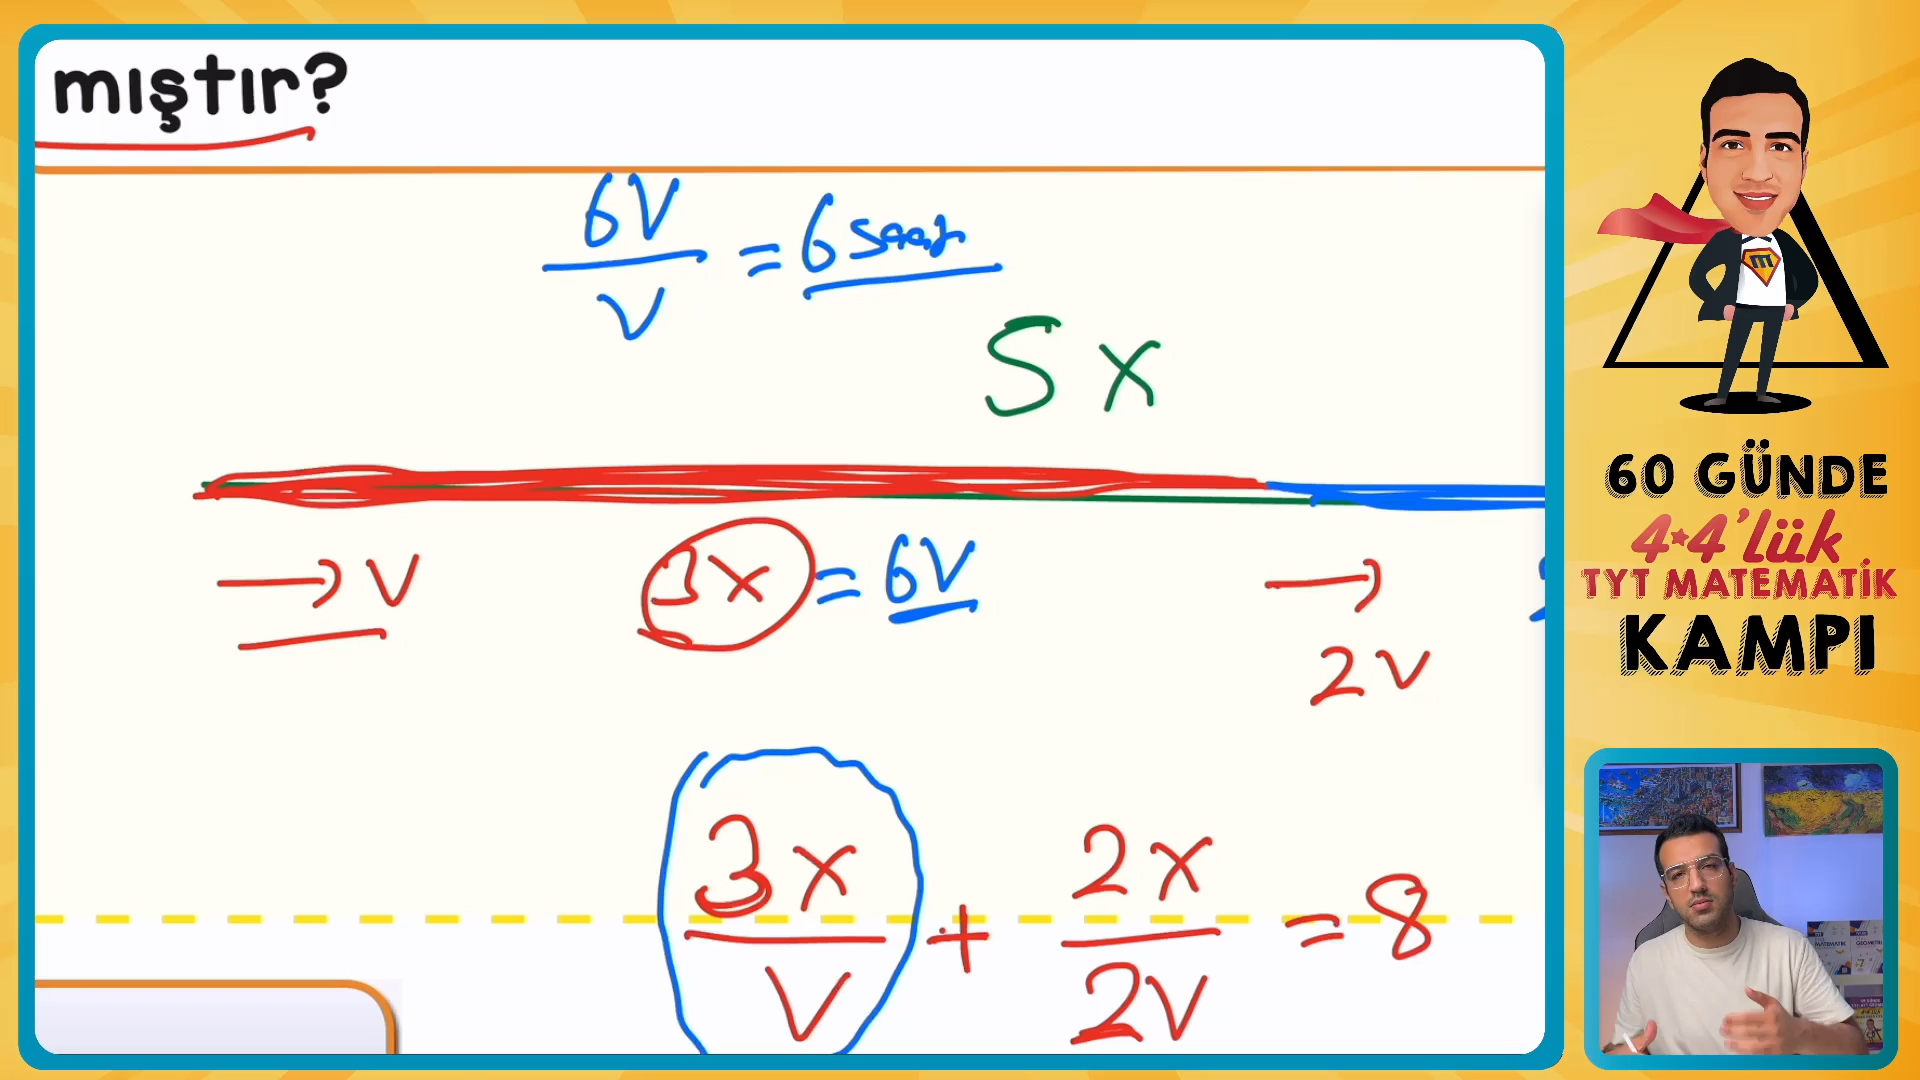 mıştır?
6V
V
= 6 saat
5x
→ V
3x = 6V
→
2V
3x
V
+
2x
2V
= 8
m
60 GÜNDE
4★4'lük
TYT MATEMATİK
KAMPI
MATEMATİK